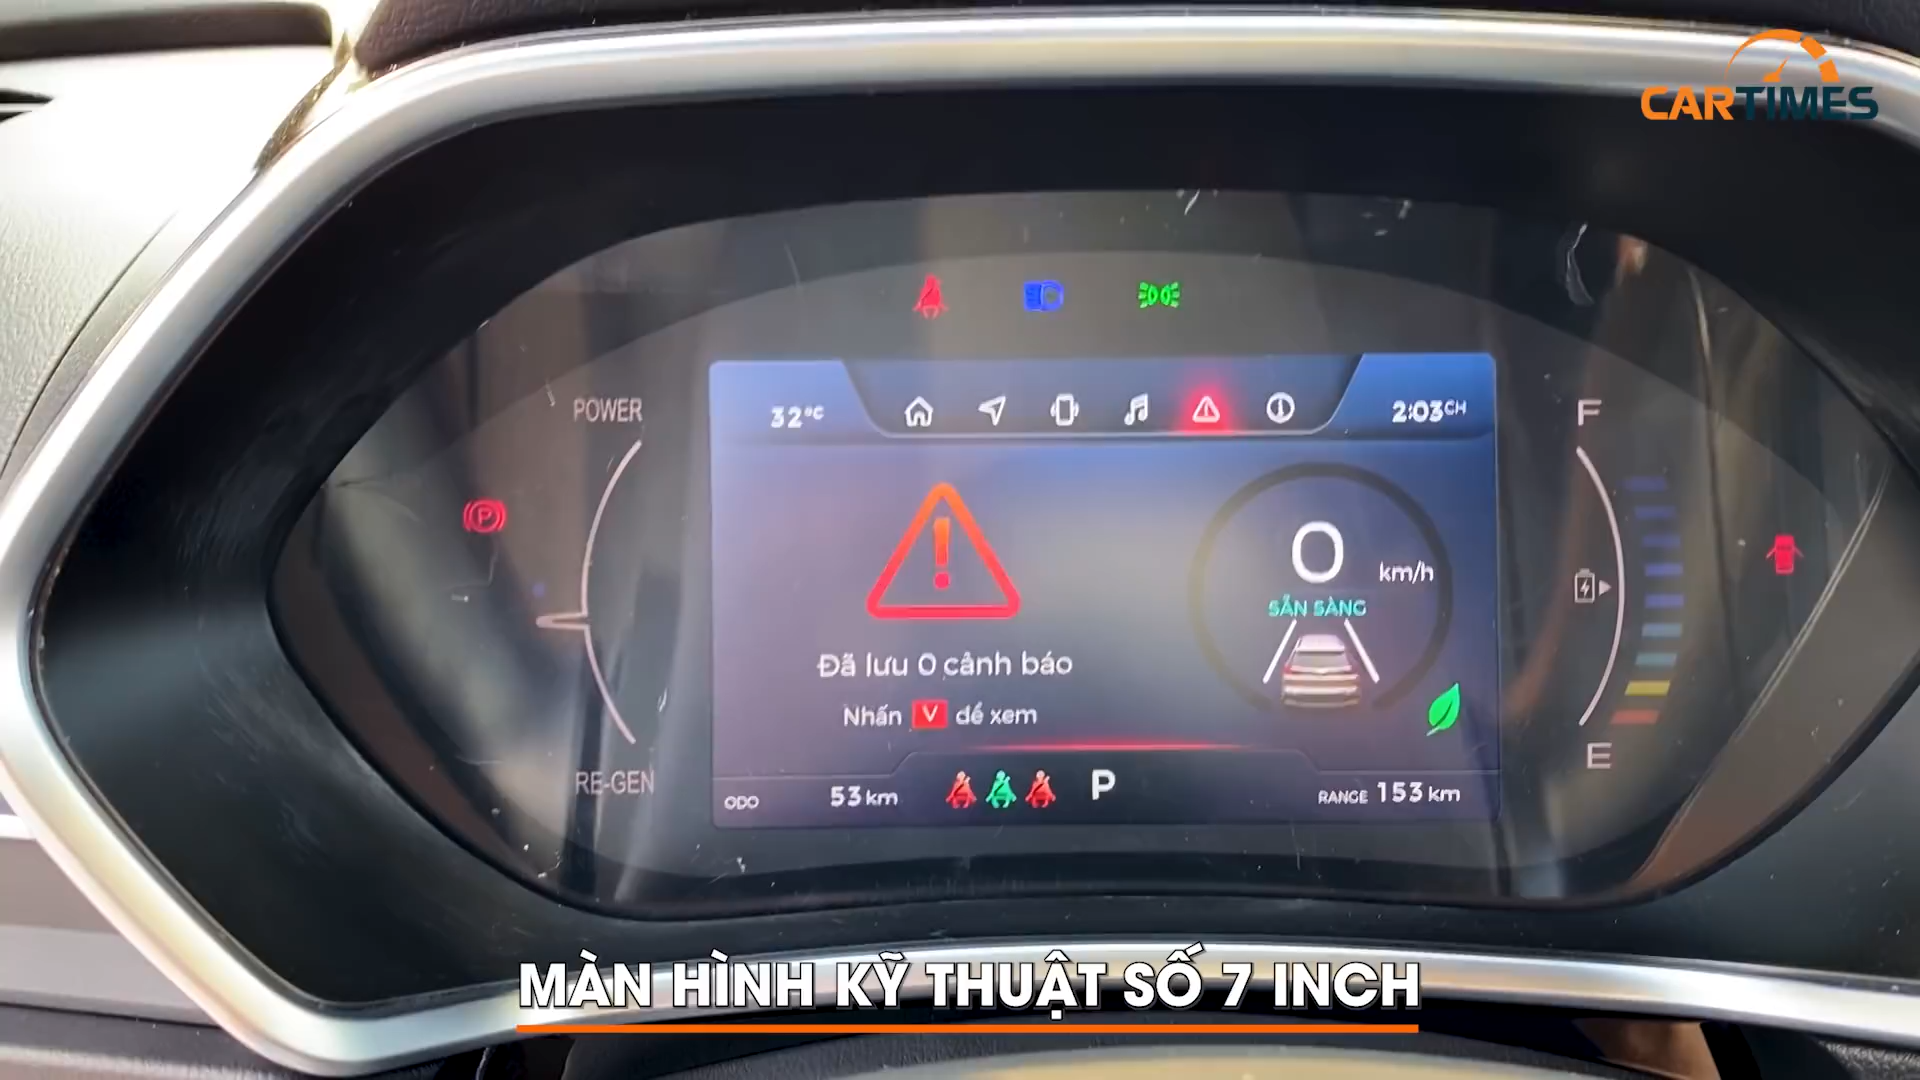 CARTIMES
POWER
32°C
2:03CH
F
P
0
km/h
SẴN SÀNG
Đã lưu 0 cảnh báo
Nhấn V để xem
RE-GEN
E
ODO 53 km
P
RANGE 153 km
MÀN HÌNH KỸ THUẬT SỐ 7 INCH